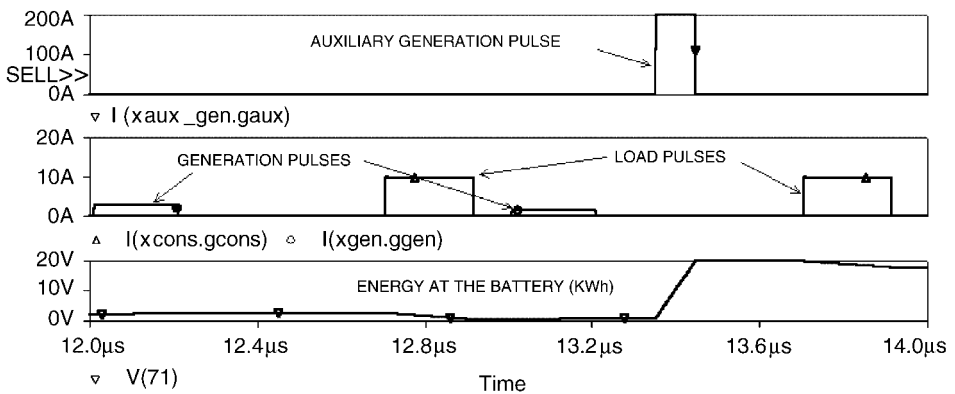 200A
AUXILIARY GENERATION PULSE
100A
SELL>>
0A
I (xaux_gen.gaux)
20A
GENERATION PULSES
LOAD PULSES
10A
0A
I(xcons.gcons) I(xgen.ggen)
20V
10V
ENERGY AT THE BATTERY (KWh)
0V
12.0µs 12.4µs 12.8µs 13.2µs 13.6µs 14.0µs
V(71)
Time